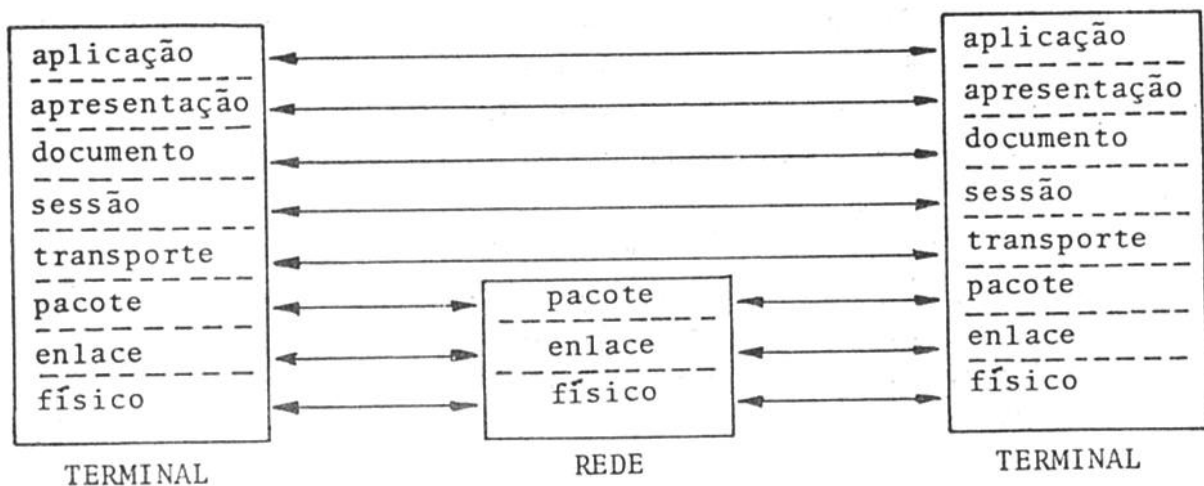 aplicação
apresentação
documento
sessão
transporte
pacote
enlace
físico
TERMINAL
pacote
enlace
físico
REDE
aplicação
apresentação
documento
sessão
transporte
pacote
enlace
físico
TERMINAL